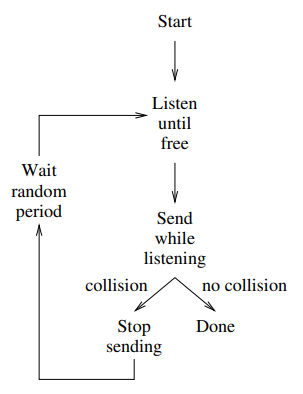 Start
Listen
until
free
Wait
random
period
Send
while
listening
collision
no collision
Stop
sending
Done